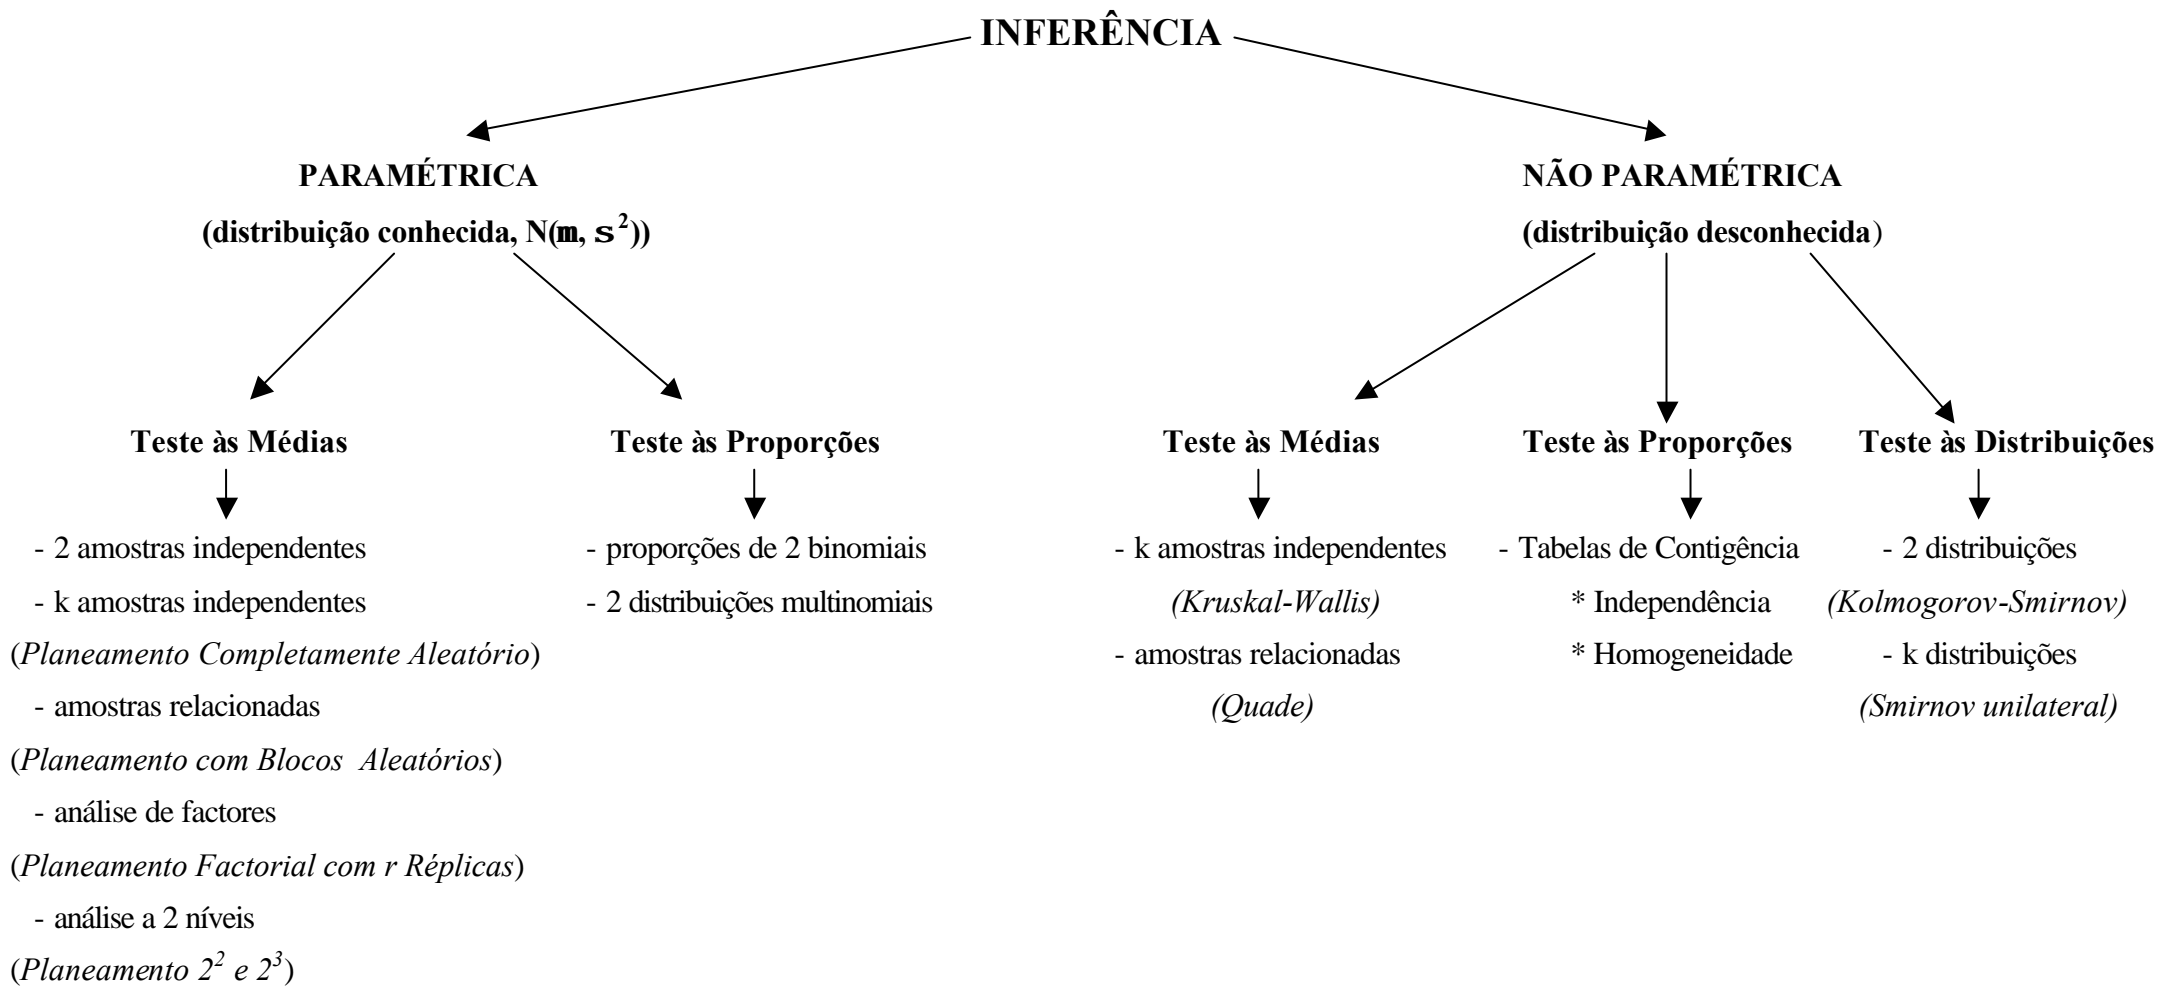 INFERÊNCIA
PARAMÉTRICA
(distribuição conhecida, N(m, s²))
NÃO PARAMÉTRICA
(distribuição desconhecida)
Teste às Médias
- 2 amostras independentes
- k amostras independentes
(Planeamento Completamente Aleatório)
- amostras relacionadas
(Planeamento com Blocos Aleatórios)
- análise de factores
(Planeamento Factorial com r Réplicas)
- análise a 2 níveis
(Planeamento 2² e 2³)
Teste às Proporções
- proporções de 2 binomiais
- 2 distribuições multinomiais
Teste às Médias
- k amostras independentes
(Kruskal-Wallis)
- amostras relacionadas
(Quade)
Teste às Proporções
- Tabelas de Contigência
* Independência
* Homogeneidade
Teste às Distribuições
- 2 distribuições
(Kolmogorov-Smirnov)
- k distribuições
(Smirnov unilateral)